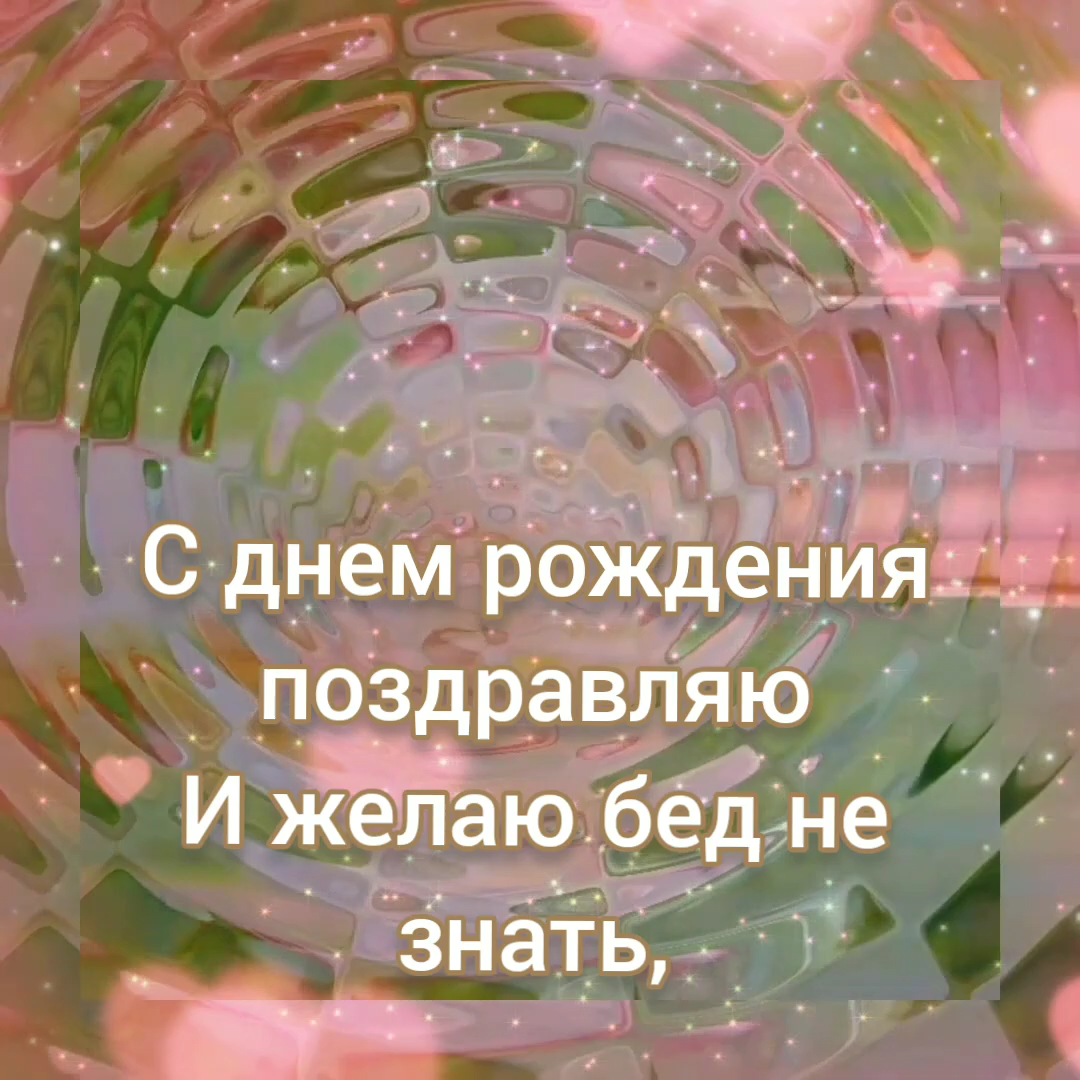 С днем рождения
поздравляю
И желаю бед не
знать,